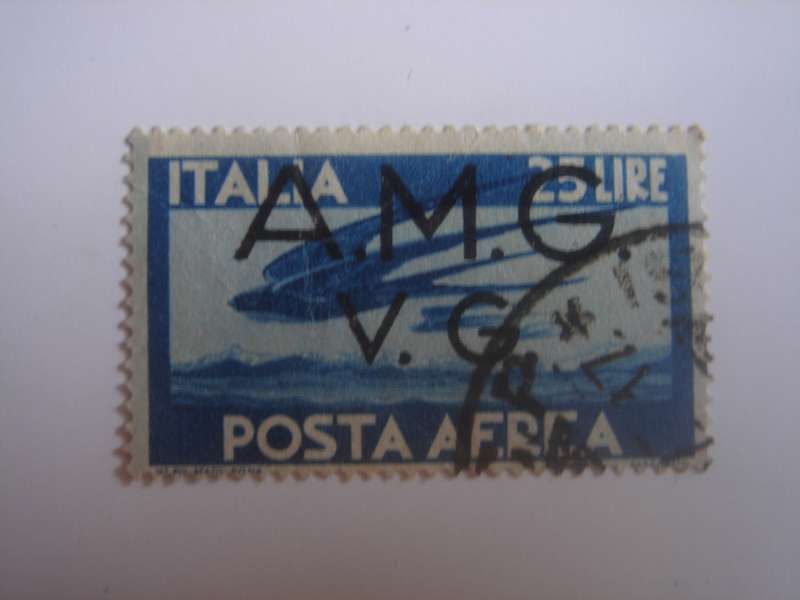 ITALIA 25 LIRE
A.M.G.
V.G
POSTA AEREA